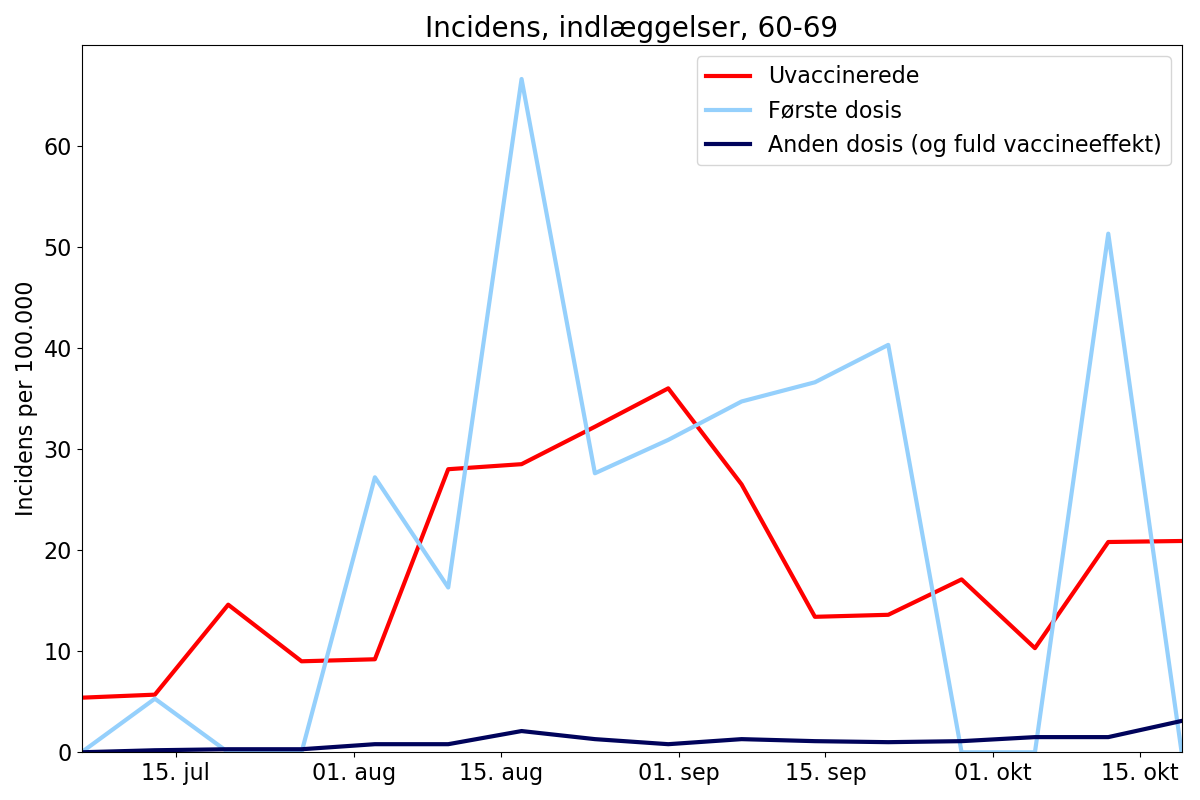 Incidens, indlæggelser, 60-69
Uvaccinerede
Første dosis
Anden dosis (og fuld vaccineeffekt)
Incidens per 100.000
60
50
40
30
20
10
0
15. jul
01. aug
15. aug
01. sep
15. sep
01. okt
15. okt